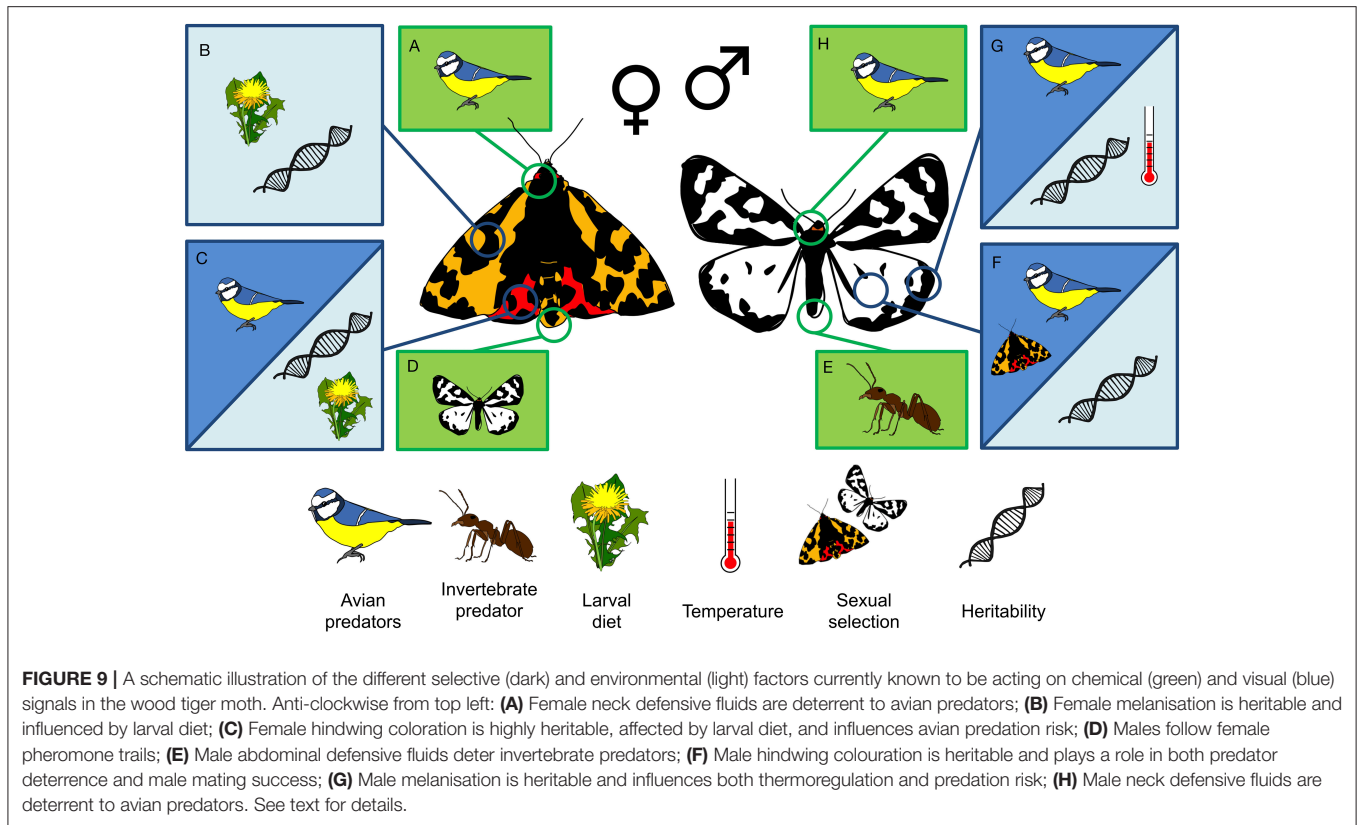 B
A
H
G
C
D
E
F
Avian
predators
Invertebrate
predator
Larval
diet
Temperature
Sexual
selection
Heritability
FIGURE 9 | A schematic illustration of the different selective (dark) and environmental (light) factors currently known to be acting on chemical (green) and visual (blue)
signals in the wood tiger moth. Anti-clockwise from top left: (A) Female neck defensive fluids are deterrent to avian predators; (B) Female melanisation is heritable and
influenced by larval diet; (C) Female hindwing coloration is highly heritable, affected by larval diet, and influences avian predation risk; (D) Males follow female
pheromone trails; (E) Male abdominal defensive fluids deter invertebrate predators; (F) Male hindwing colouration is heritable and plays a role in both predator
deterrence and male mating success; (G) Male melanisation is heritable and influences both thermoregulation and predation risk; (H) Male neck defensive fluids are
deterrent to avian predators. See text for details.